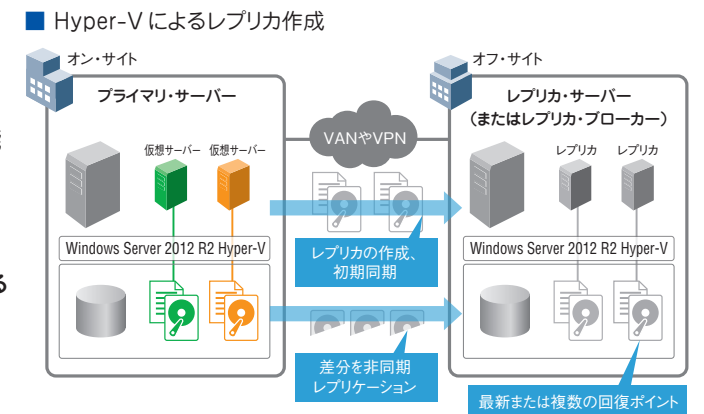 ■ Hyper-Vによるレプリカ作成
オン・サイト
プライマリ・サーバー
仮想サーバー 仮想サーバー
Windows Server 2012 R2 Hyper-V
VANやVPN
レプリカの作成、
初期同期
差分を非同期
レプリケーション
オフ・サイト
レプリカ・サーバー
(またはレプリカ・ブローカー)
レプリカ レプリカ
Windows Server 2012 R2 Hyper-V
最新または複数の回復ポイント
る